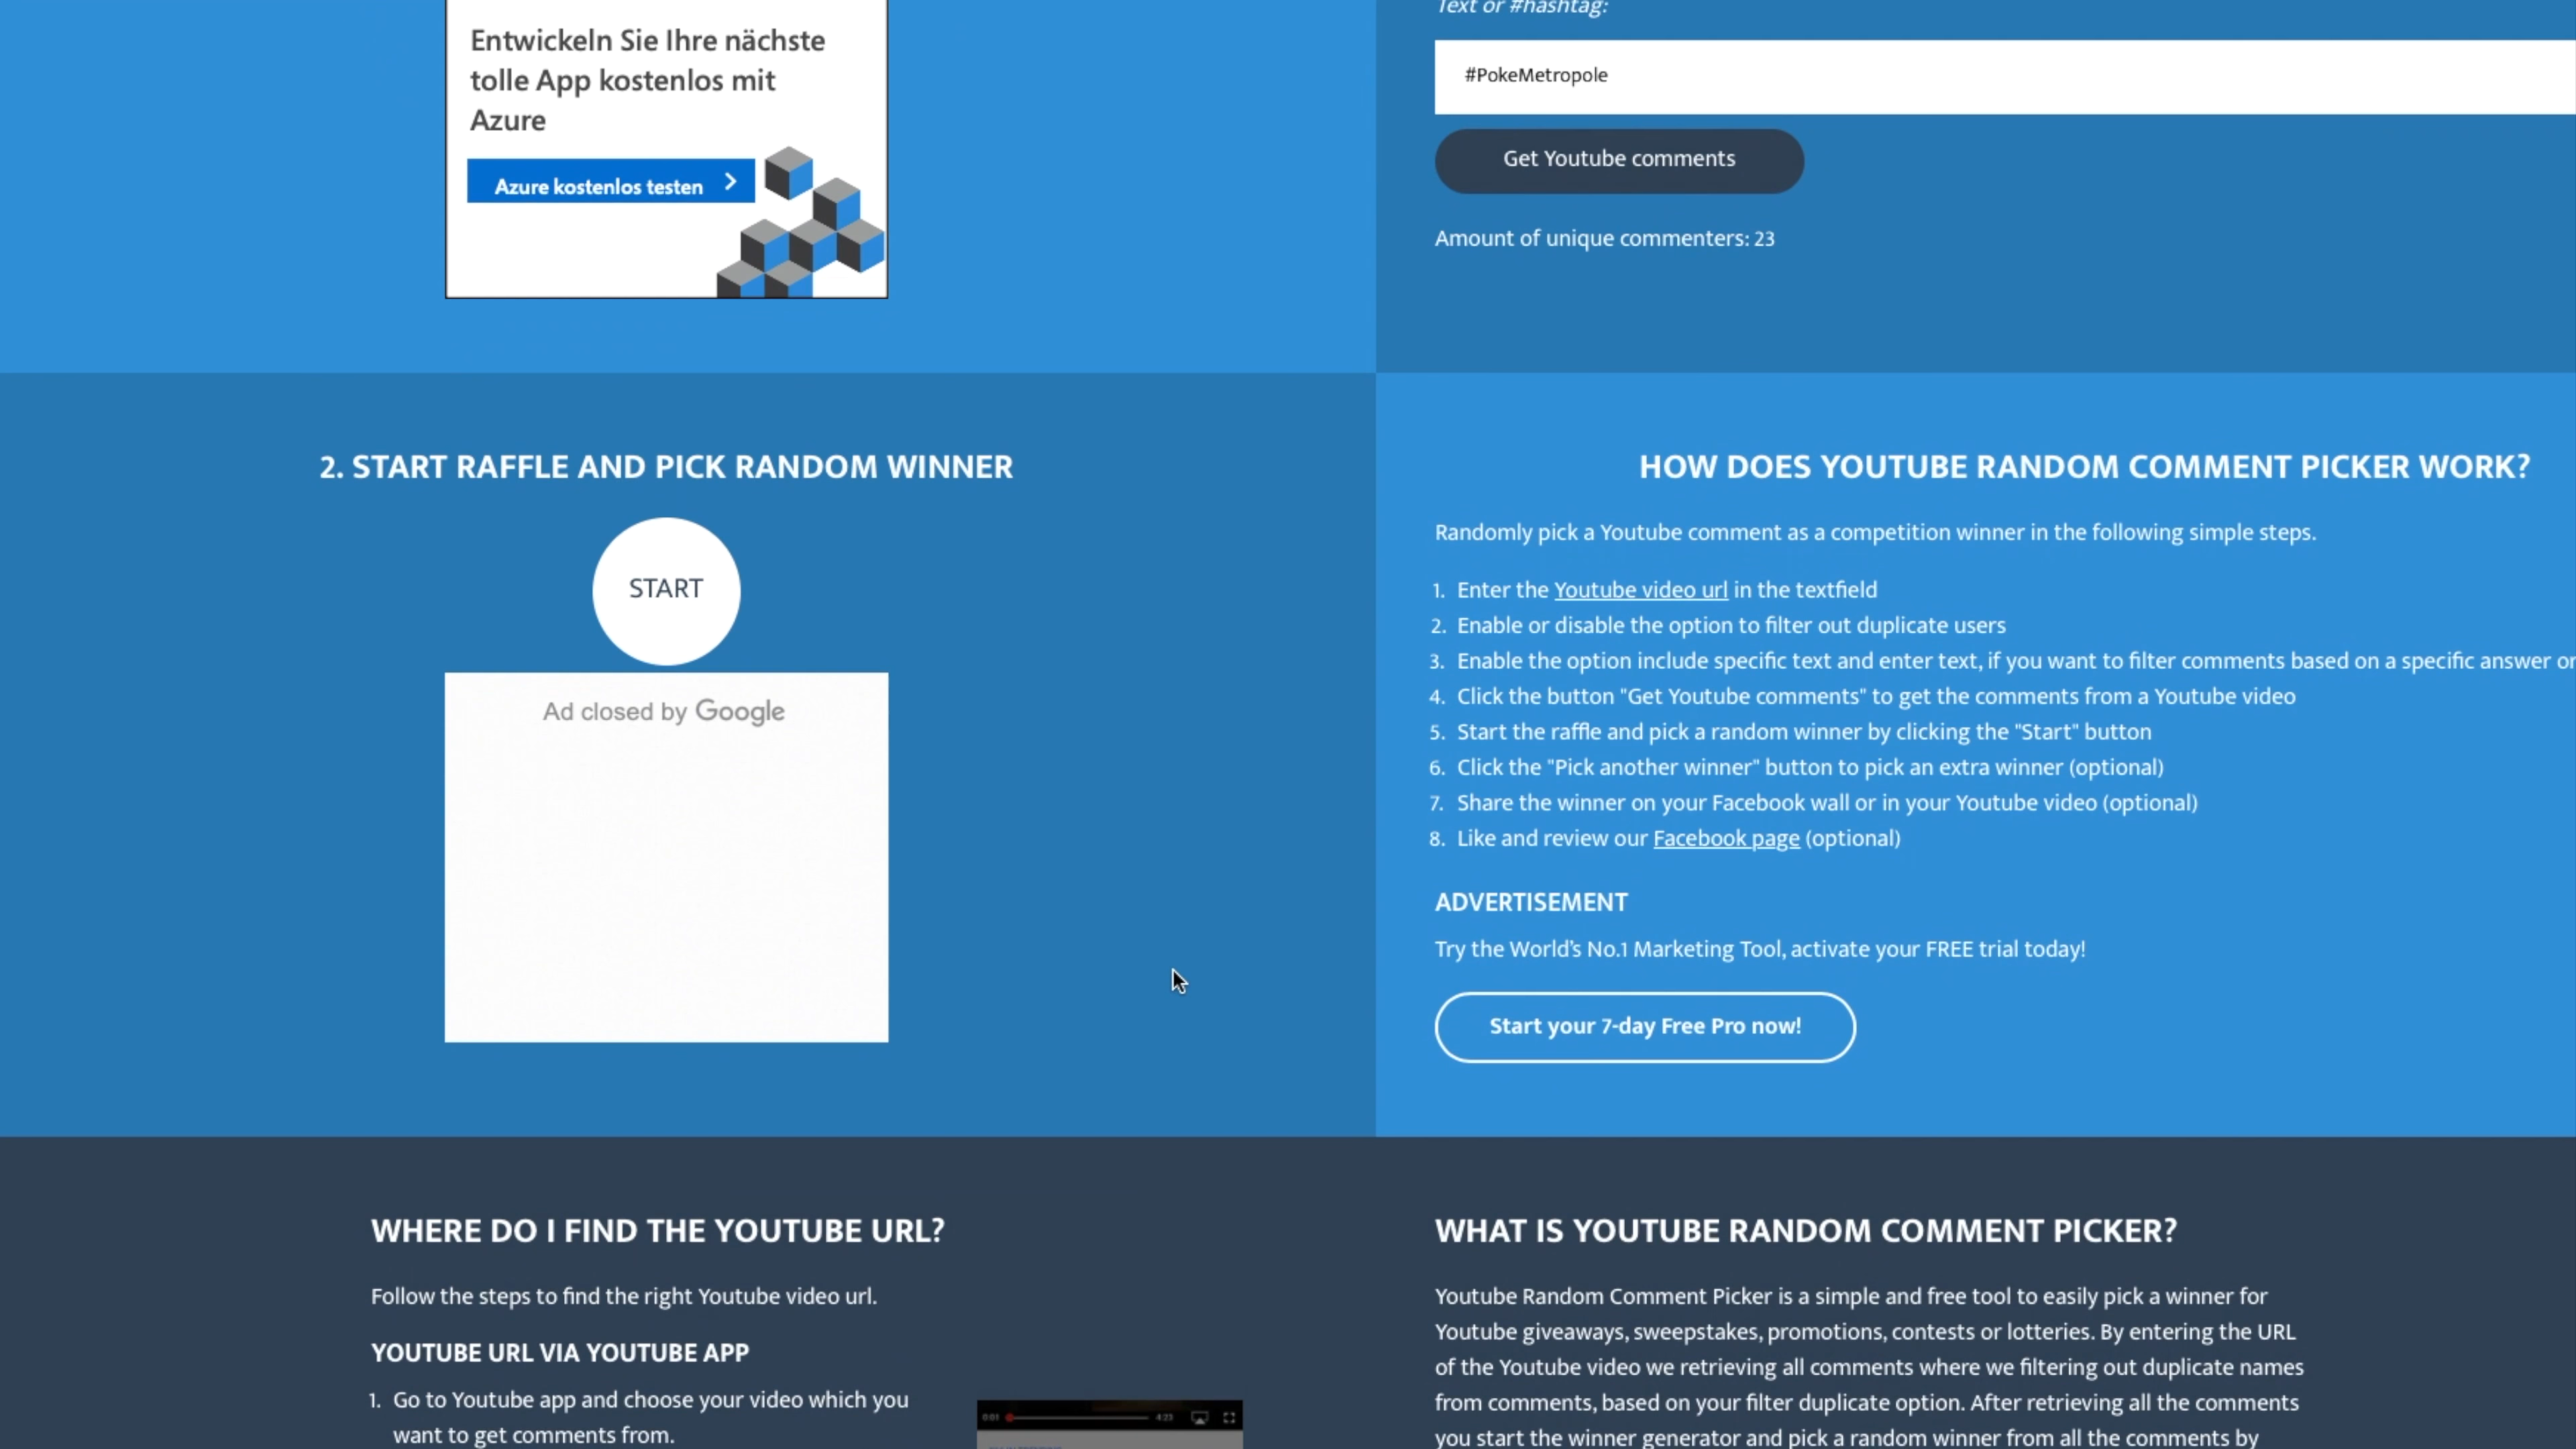 Text or #hashtag:
Entwickeln Sie Ihre nächste
tolle App kostenlos mit
Azure
Azure kostenlos testen
#PokeMetropole
Get Youtube comments
Amount of unique commenters: 23
2. START RAFFLE AND PICK RANDOM WINNER
START
Ad closed by Google
HOW DOES YOUTUBE RANDOM COMMENT PICKER WORK?
Randomly pick a Youtube comment as a competition winner in the following simple steps.
1. Enter the Youtube video url in the textfield
2. Enable or disable the option to filter out duplicate users
3. Enable the option include specific text and enter text, if you want to filter comments based on a specific answer or
4. Click the button "Get Youtube comments" to get the comments from a Youtube video
5. Start the raffle and pick a random winner by clicking the "Start" button
6. Click the "Pick another winner" button to pick an extra winner (optional)
7. Share the winner on your Facebook wall or in your Youtube video (optional)
8. Like and review our Facebook page (optional)
ADVERTISEMENT
Try the World's No.1 Marketing Tool, activate your FREE trial today!
Start your 7-day Free Pro now!
WHERE DO I FIND THE YOUTUBE URL?
Follow the steps to find the right Youtube video url.
YOUTUBE URL VIA YOUTUBE APP
1. Go to Youtube app and choose your video which you
want to get comments from.
0:01
4:23
WHAT IS YOUTUBE RANDOM COMMENT PICKER?
Youtube Random Comment Picker is a simple and free tool to easily pick a winner for
Youtube giveaways, sweepstakes, promotions, contests or lotteries. By entering the URL
of the Youtube video we retrieving all comments where we filtering out duplicate names
from comments, based on your filter duplicate option. After retrieving all the comments
you start the winner generator and pick a random winner from all the comments by